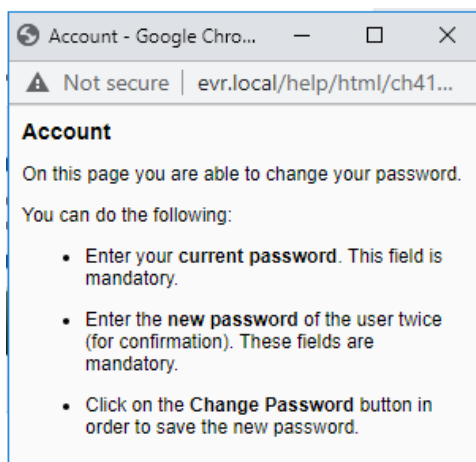 Account - Google Chro...
Not secure | evr.local/help/html/ch41...
Account
On this page you are able to change your password.
You can do the following:
• Enter your current password. This field is
mandatory.
• Enter the new password of the user twice
(for confirmation). These fields are
mandatory.
• Click on the Change Password button in
order to save the new password.